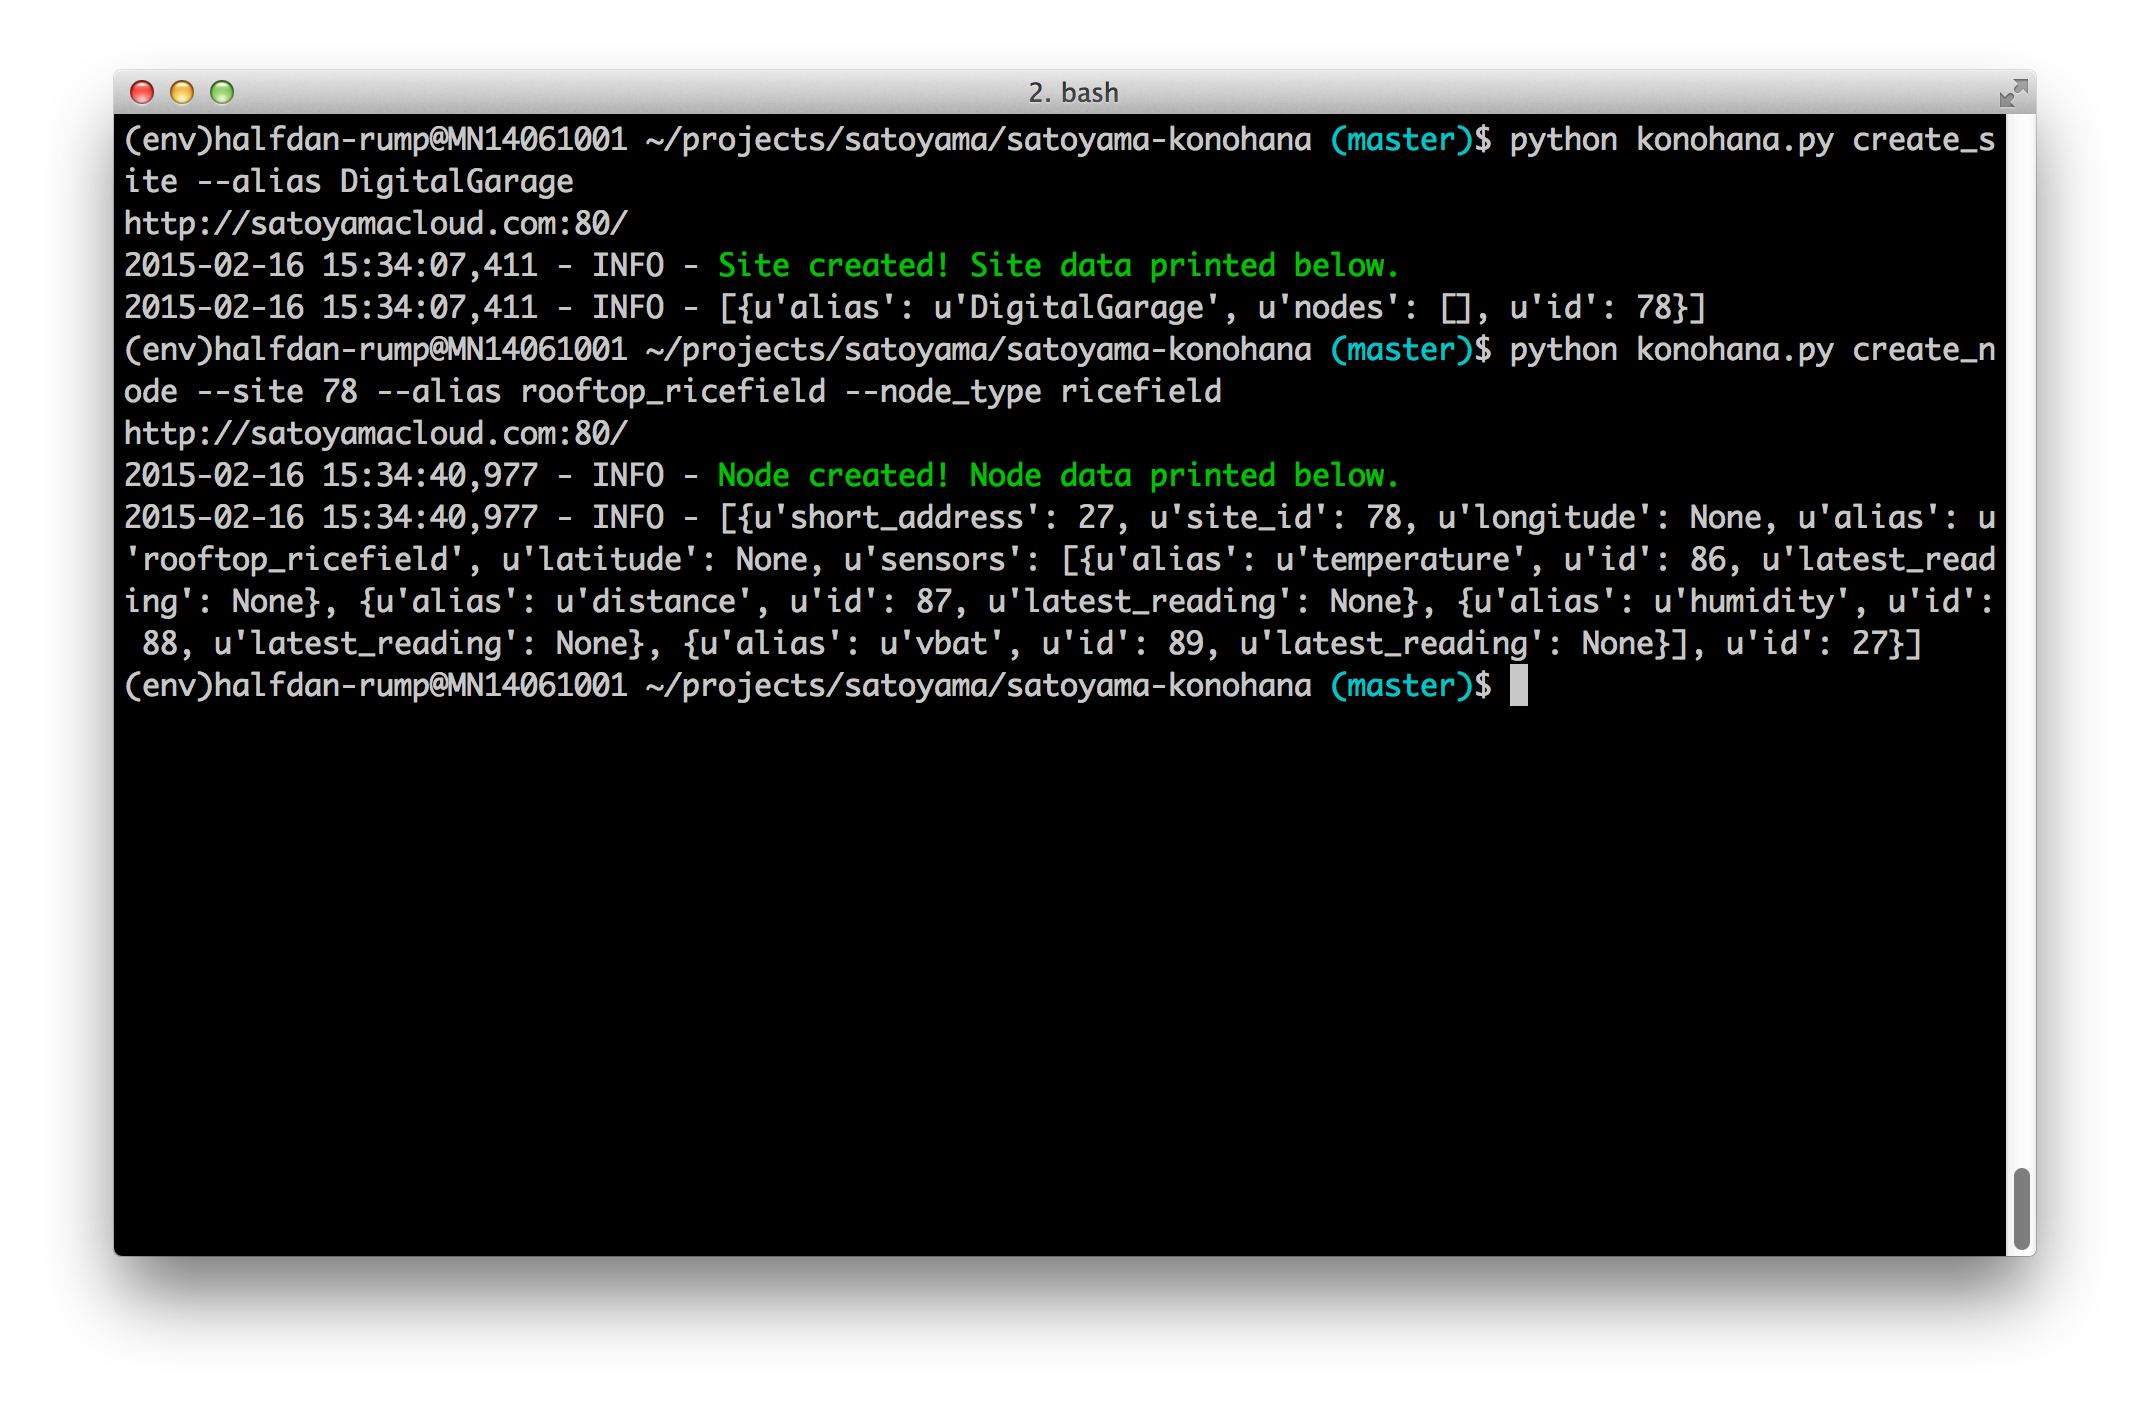 2. bash
(env)halfdan-rump@MN14061001 ~/projects/satoyama/satoyama-konohana (master)$ python konohana.py create_s
ite --alias DigitalGarage
http://satoyamacloud.com:80/
2015-02-16 15:34:07,411 - INFO - Site created! Site data printed below.
2015-02-16 15:34:07,411 - INFO - [{u'alias': u'DigitalGarage', u'nodes': [], u'id': 78}]
(env)halfdan-rump@MN14061001 ~/projects/satoyama/satoyama-konohana (master)$ python konohana.py create_n
ode --site 78 --alias rooftop_ricefield --node_type ricefield
http://satoyamacloud.com:80/
2015-02-16 15:34:40,977 - INFO - Node created! Node data printed below.
2015-02-16 15:34:40,977 - INFO - [{u'short_address': 27, u'site_id': 78, u'longitude': None, u'alias': u
'rooftop_ricefield', u'latitude': None, u'sensors': [{u'alias': u'temperature', u'id': 86, u'latest_read
ing': None}, {u'alias': u'distance', u'id': 87, u'latest_reading': None}, {u'alias': u'humidity', u'id':
 88, u'latest_reading': None}, {u'alias': u'vbat', u'id': 89, u'latest_reading': None}], u'id': 27}]
(env)halfdan-rump@MN14061001 ~/projects/satoyama/satoyama-konohana (master)$